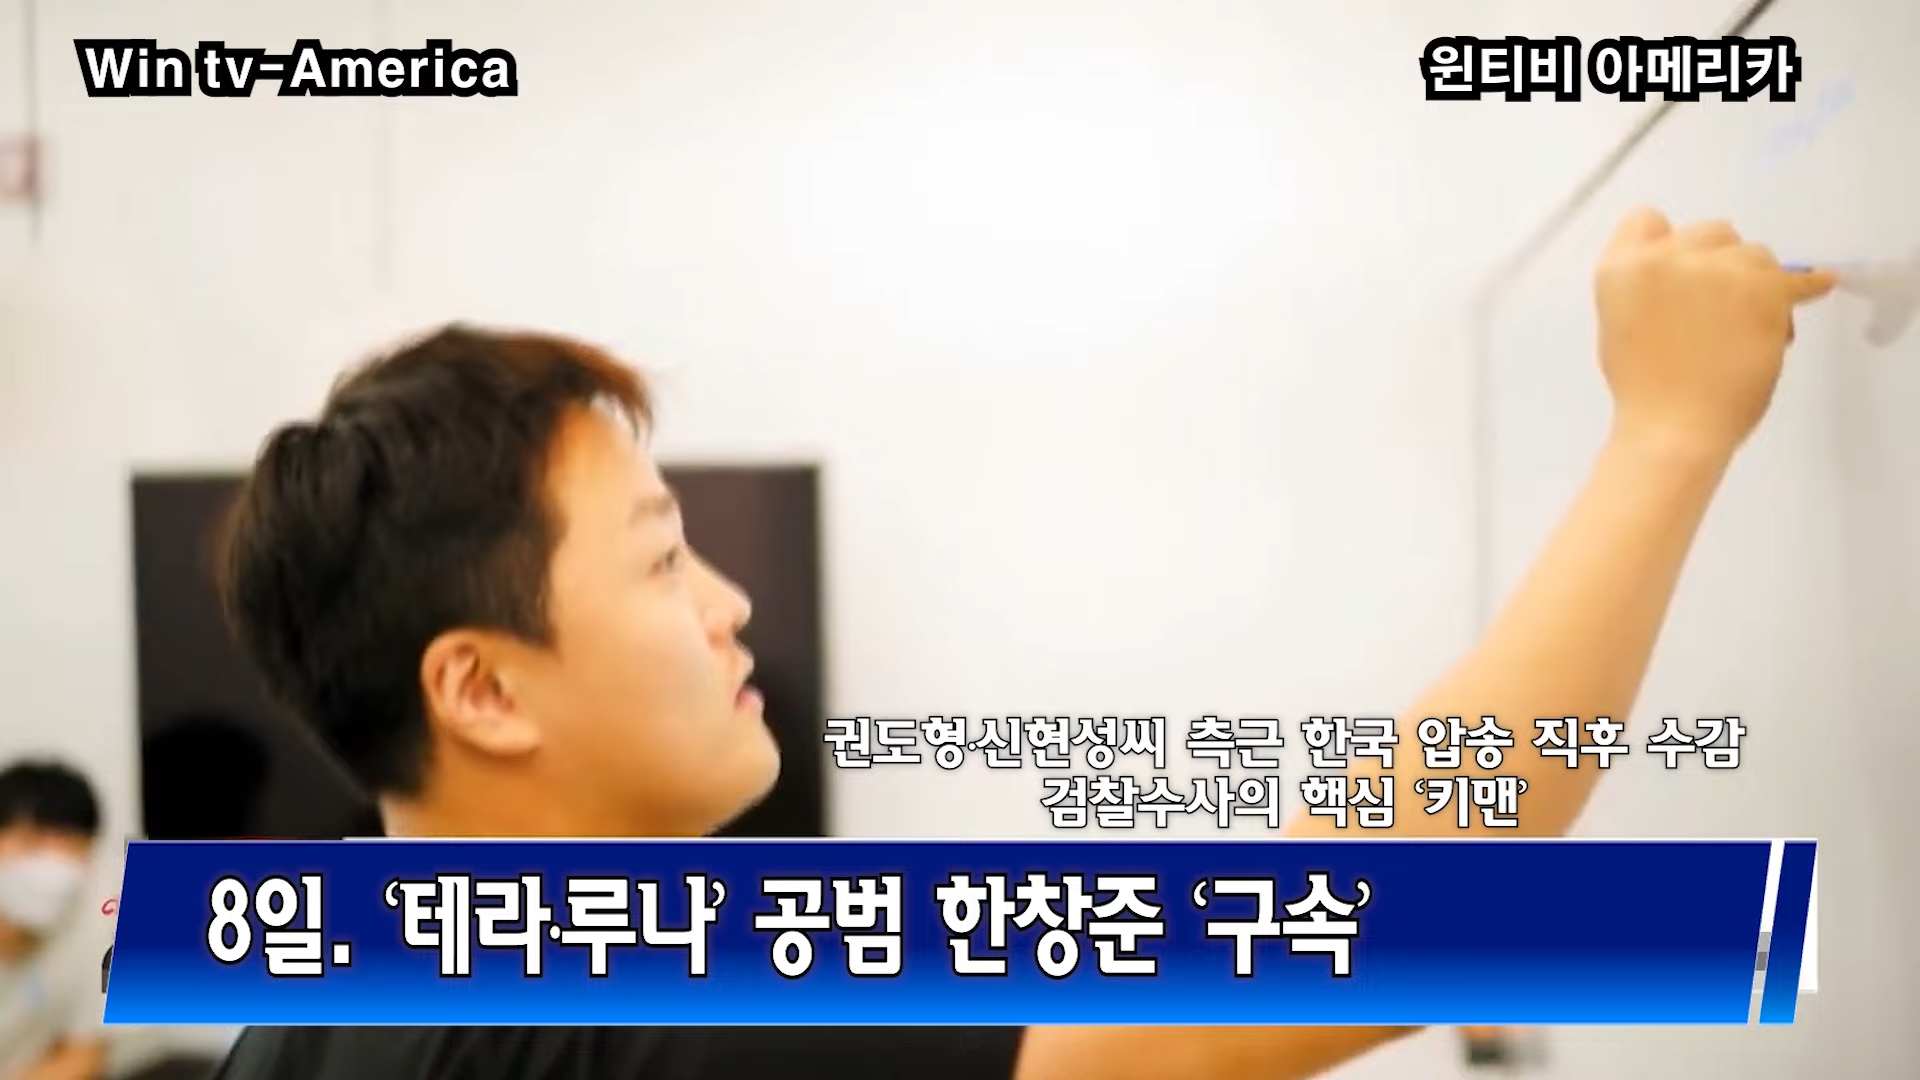 Win tv-America
윈티비 아메리카
권도형·신현성씨 측근 한국 압송 직후 수감
검찰수사의 핵심 ‘키맨’
8일. ‘테라·루나’ 공범 한창준 ‘구속’